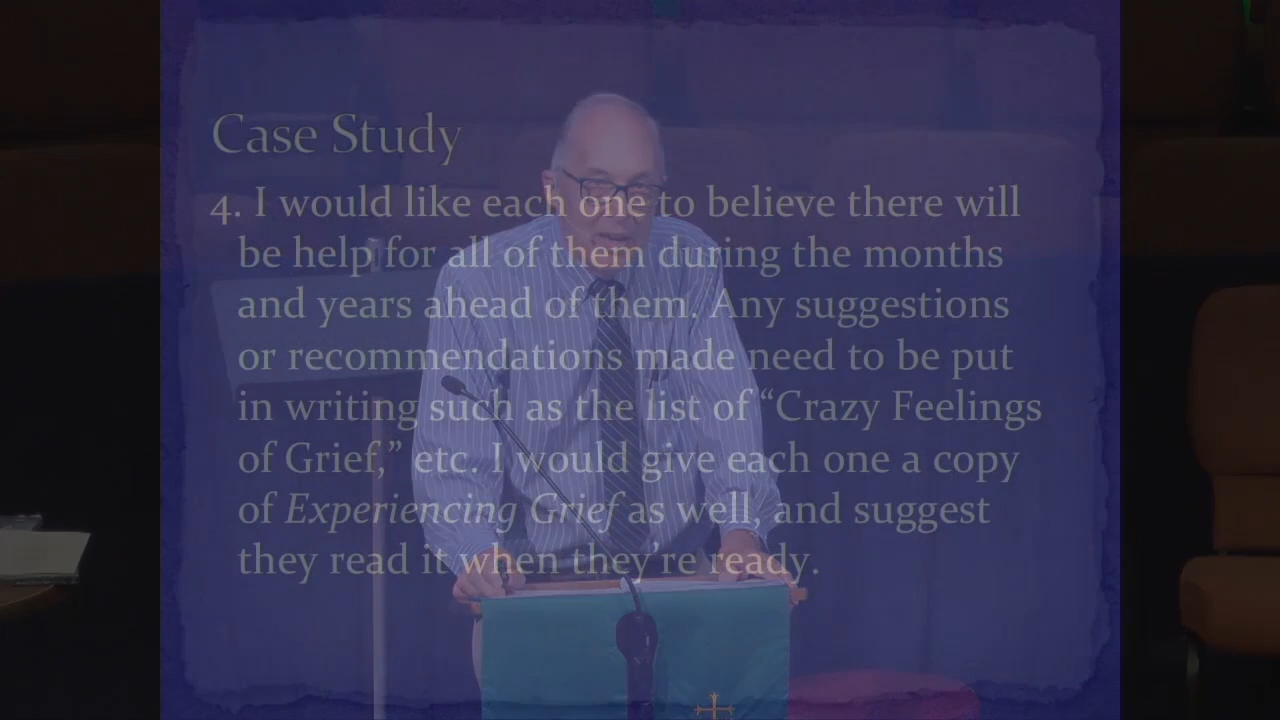 Case Study
4. I would like each one to believe there will
be help for all of them during the months
and years ahead of them. Any suggestions
or recommendations made need to be put
in writing such as the list of “Crazy Feelings
of Grief,” etc. I would give each one a copy
of Experiencing Grief as well, and suggest
they read it when they’re ready.